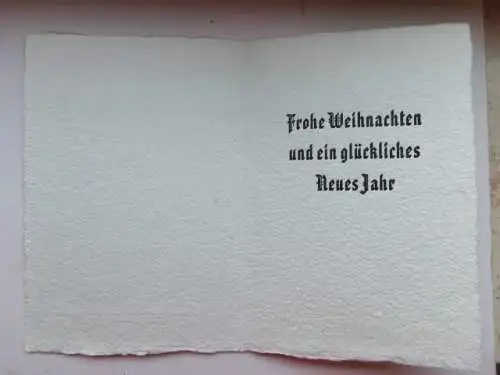 Frohe Weihnachten
und ein glückliches
Neues Jahr